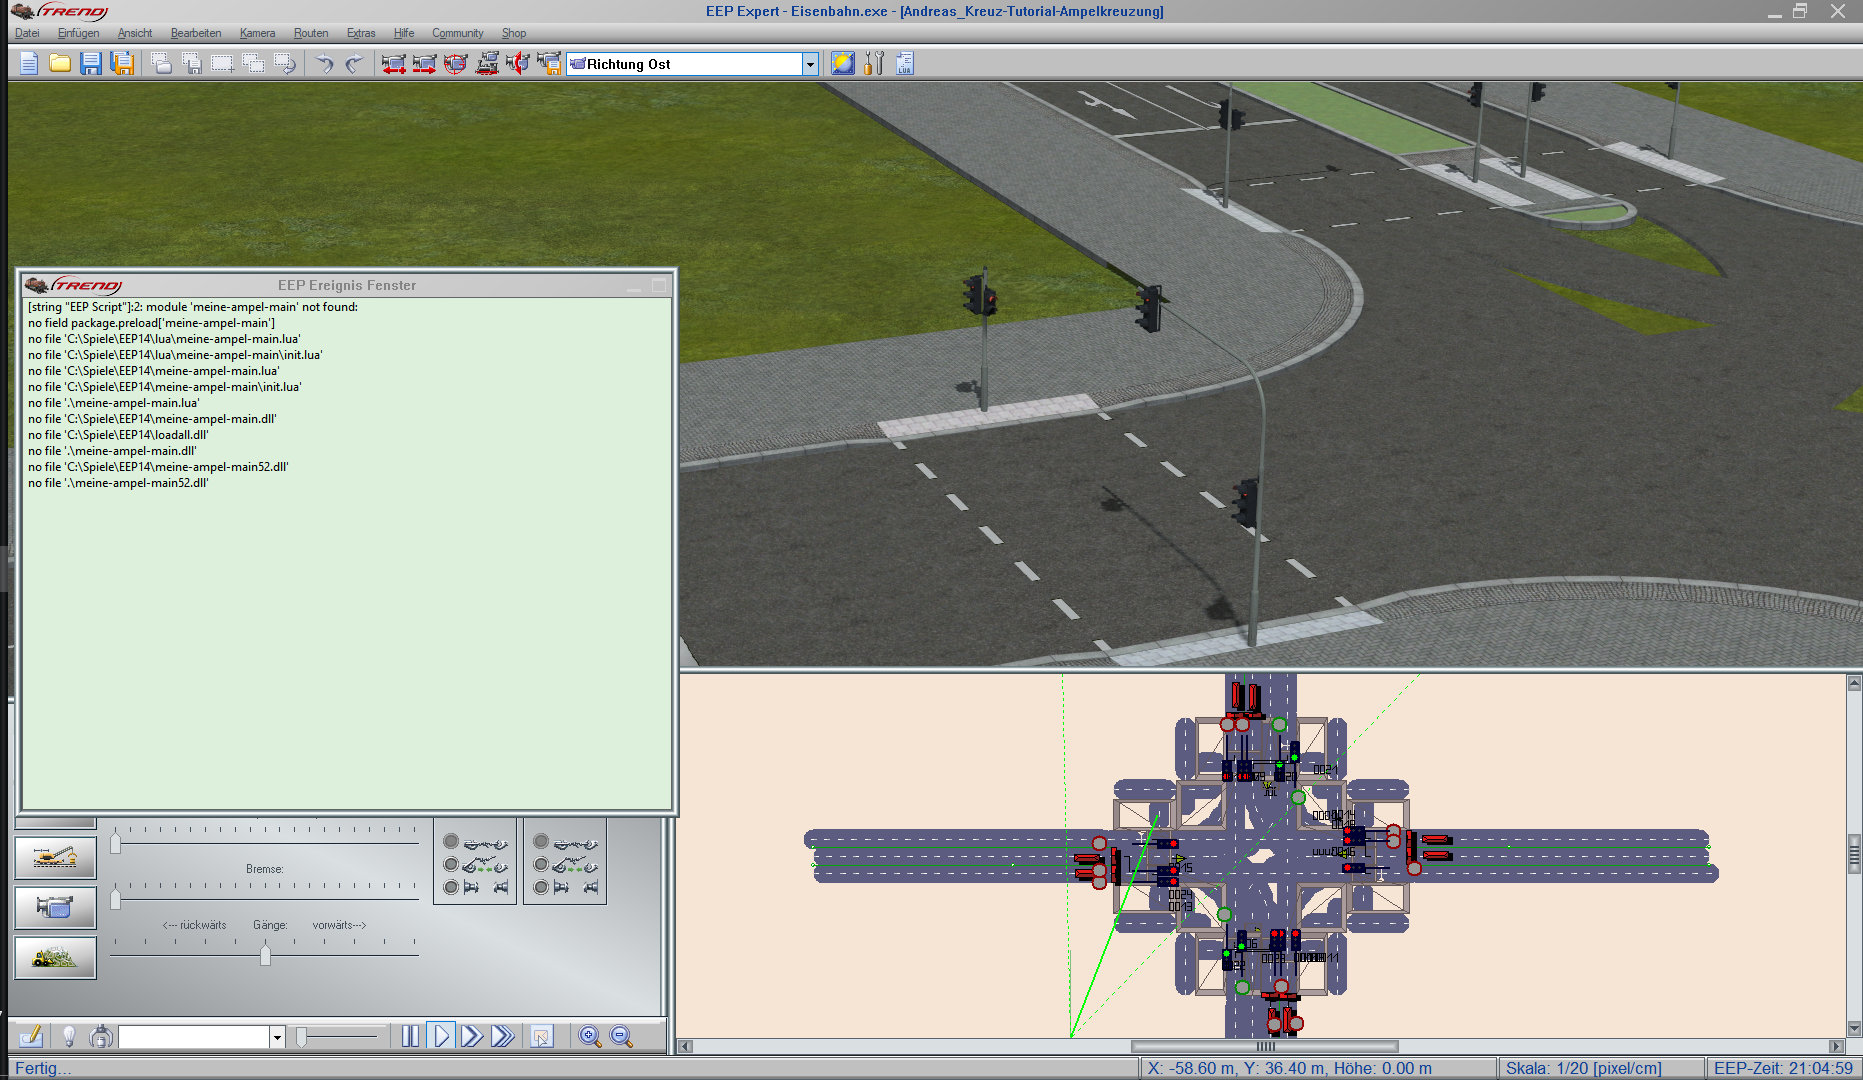 TREND
EEP Expert - Eisenbahn.exe - [Andreas_Kreuz-Tutorial-Ampelkreuzung]
Datei Einfügen Ansicht Bearbeiten Kamera Routen Extras Hilfe Community Shop
Richtung Ost
LUA
TREND
EEP Ereignis Fenster
[string "EEP Script"]:2: module 'meine-ampel-main' not found:
no field package.preload['meine-ampel-main']
no file 'C:\Spiele\EEP14\lua\meine-ampel-main.lua'
no file 'C:\Spiele\EEP14\lua\meine-ampel-main\init.lua'
no file 'C:\Spiele\EEP14\meine-ampel-main.lua'
no file 'C:\Spiele\EEP14\meine-ampel-main\init.lua'
no file '.\meine-ampel-main.lua'
no file 'C:\Spiele\EEP14\meine-ampel-main.dll'
no file 'C:\Spiele\EEP14\loadall.dll'
no file '.\meine-ampel-main.dll'
no file 'C:\Spiele\EEP14\meine-ampel-main52.dll'
no file '.\meine-ampel-main52.dll'
Bremse:
<--- rückwärts Gänge: vorwärts--->
0021
0024
0013
Fertig...
X: -58.60 m, Y: 36.40 m, Höhe: 0.00 m
Skala: 1/20 [pixel/cm]
EEP-Zeit: 21:04:59